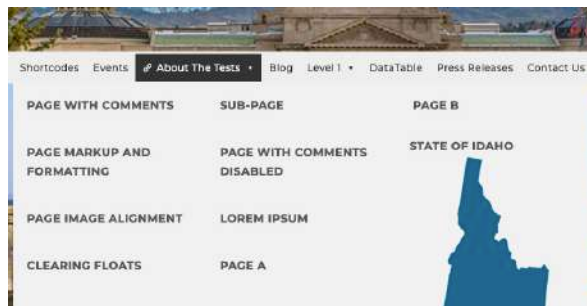 Shortcodes Events About The Tests Blog Level 1 DataTable Press Releases Contact Us
PAGE WITH COMMENTS
SUB-PAGE
PAGE B
PAGE MARKUP AND
FORMATTING
PAGE WITH COMMENTS
DISABLED
STATE OF IDAHO
PAGE IMAGE ALIGNMENT
LOREM IPSUM
CLEARING FLOATS
PAGE A